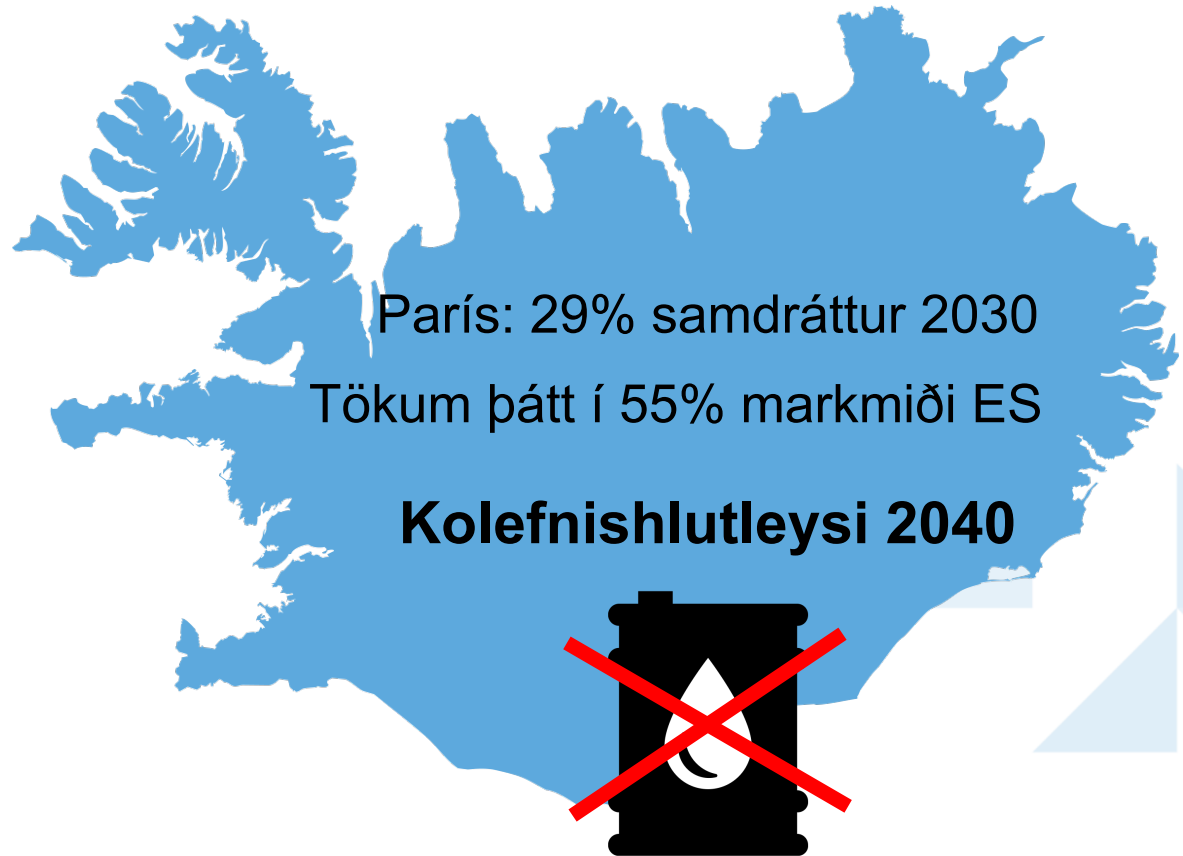 París: 29% samdráttur 2030
Tökum þátt í 55% markmiði ES
Kolefnishlutleysi 2040